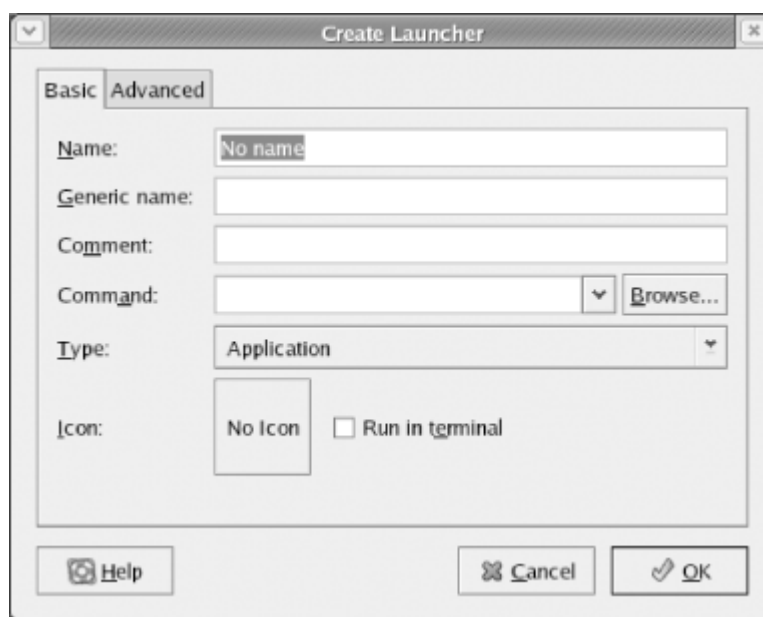 Create Launcher
Basic Advanced
Name: No name
Generic name:
Comment:
Command: Browse...
Type: Application
Icon: No Icon Run in terminal
Help Cancel OK